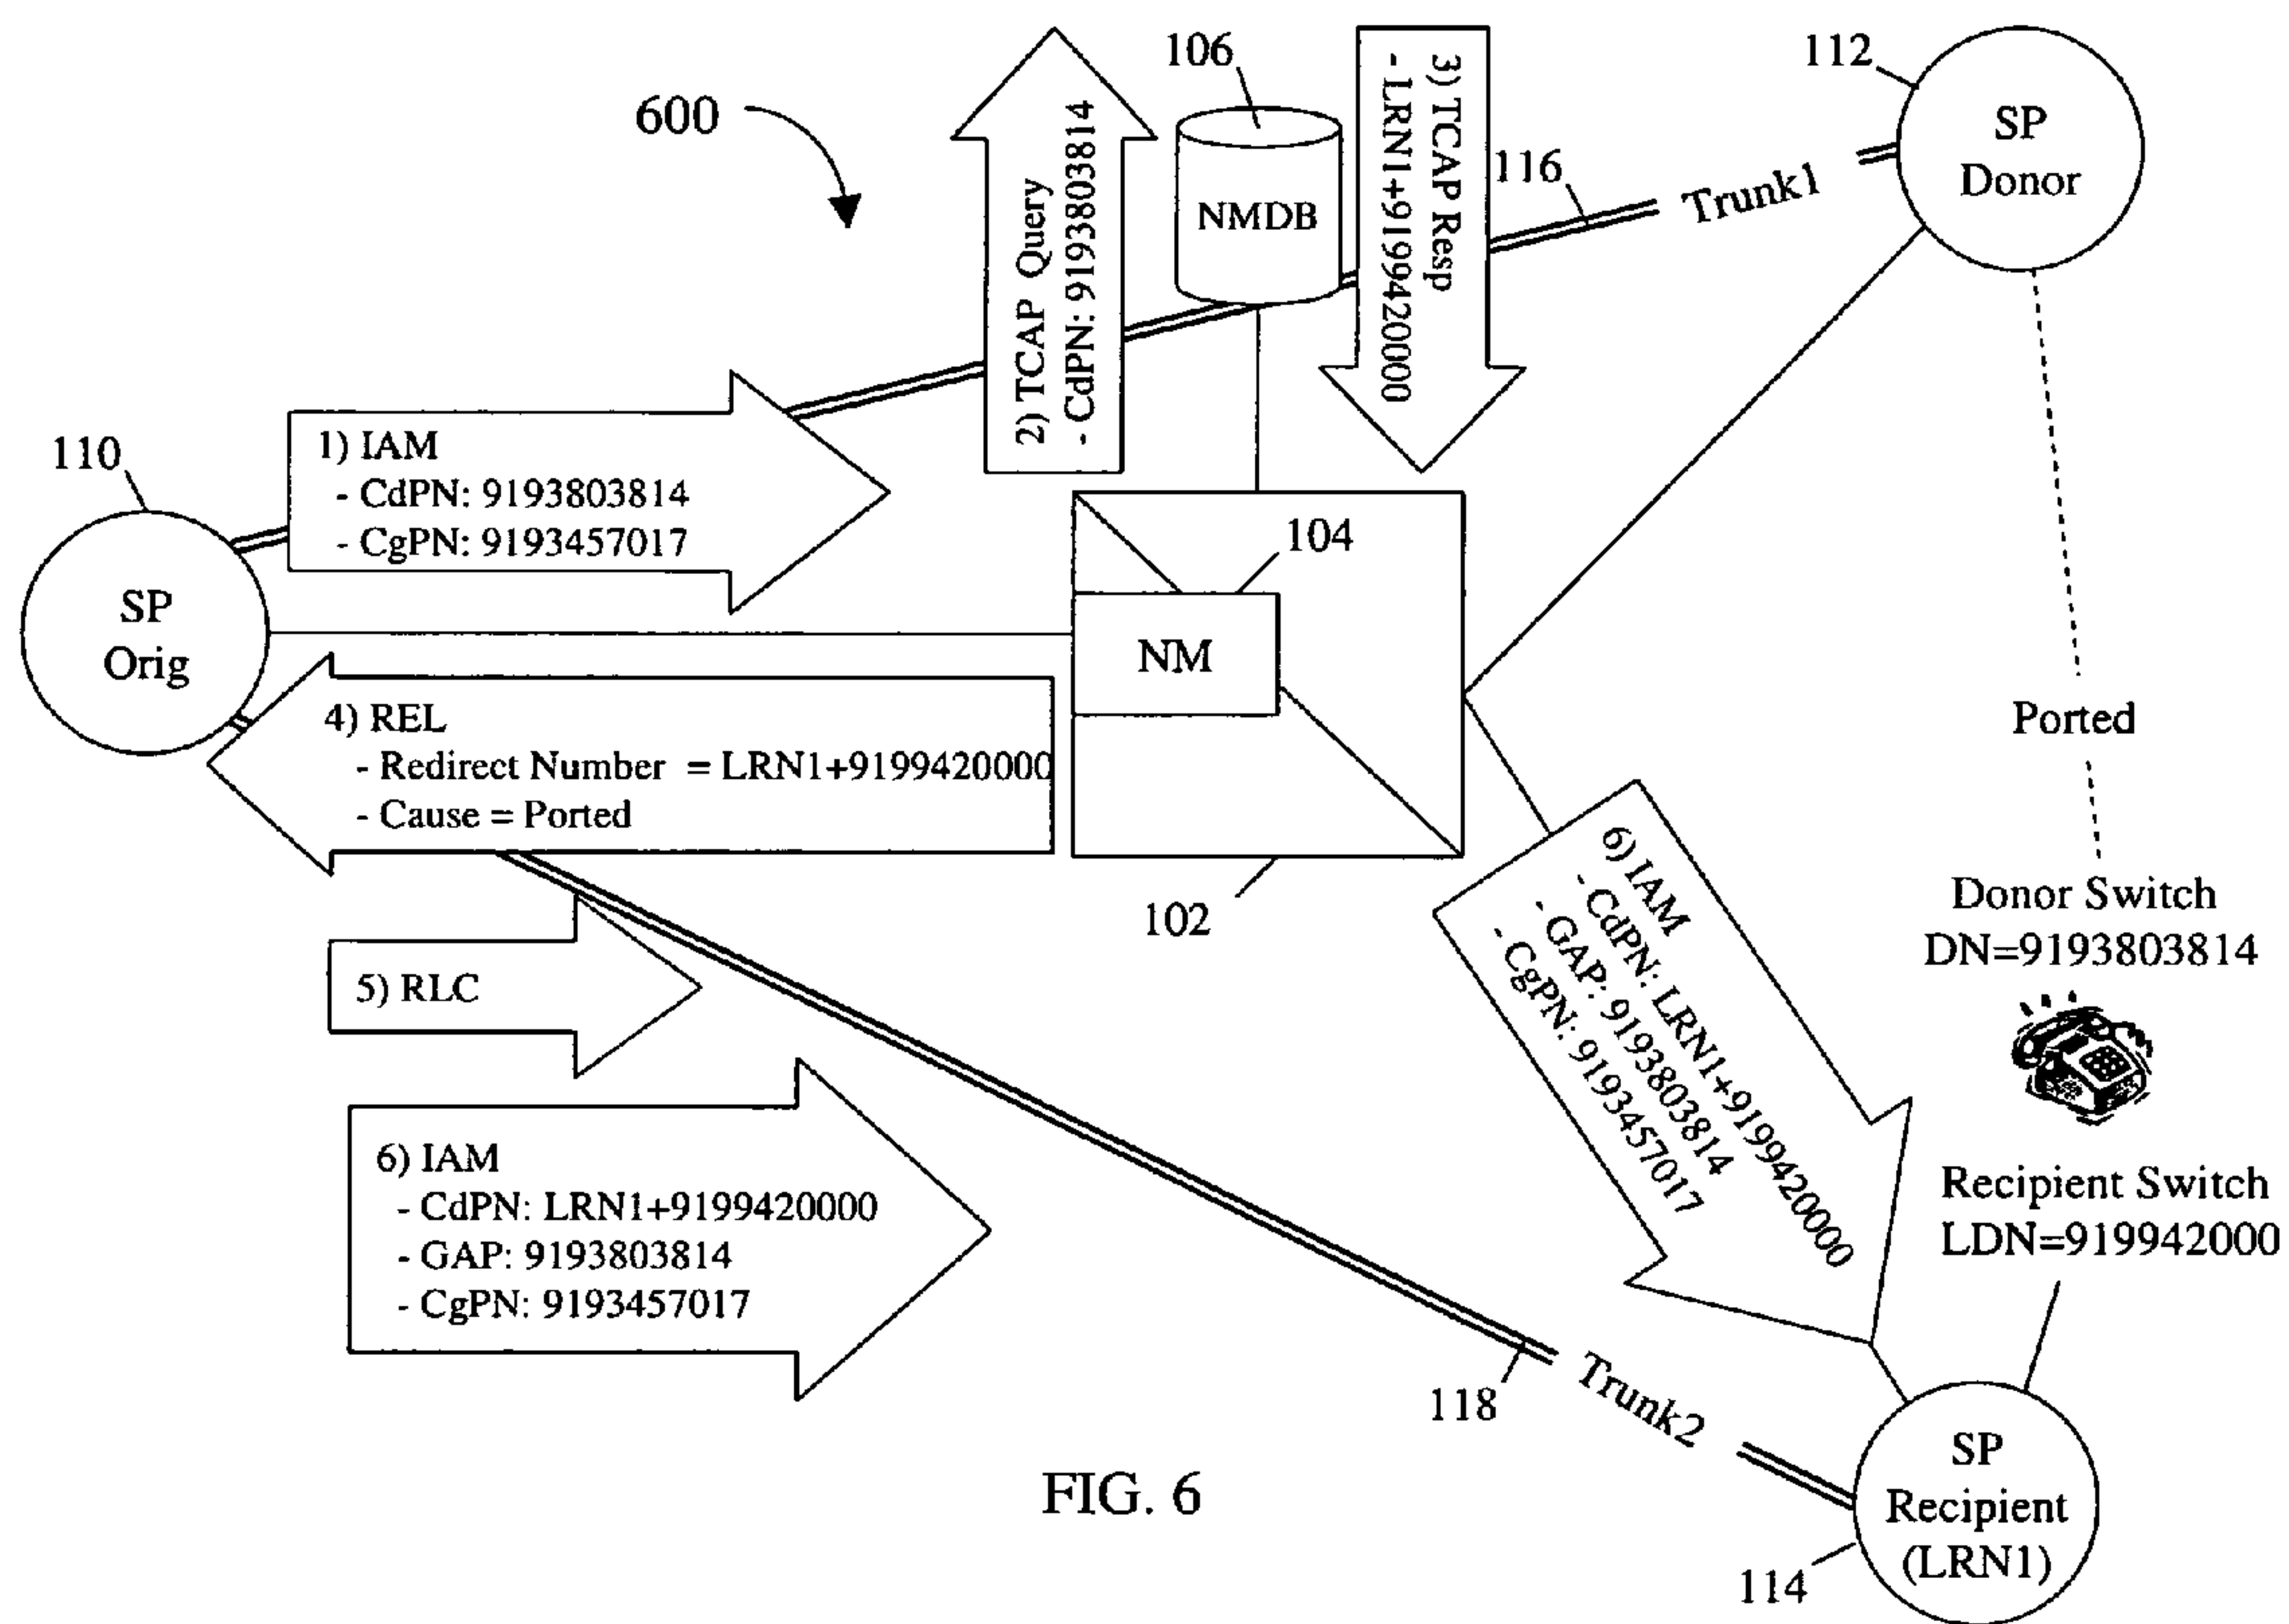 600
106
3) TCAP Resp
- LRN1+9199420000
112
SP
Donor
2) TCAP Query
- CdPN: 9193803814
NMDB
116
Trunk1
110
1) IAM
- CdPN: 9193803814
- CgPN: 9193457017
SP
Orig
104
NM
102
4) REL
- Redirect Number = LRN1+9199420000
- Cause = Ported
Ported
5) RLC
6) IAM
- CdPN: LRN1+9199420000
- GAP: 9193803814
- CgPN: 9193457017
Donor Switch
DN=9193803814
6) IAM
- CdPN: LRN1+9199420000
- GAP: 9193803814
- CgPN: 9193457017
Recipient Switch
LDN=919942000
118
Trunk2
SP
Recipient
(LRN1)
114
FIG. 6